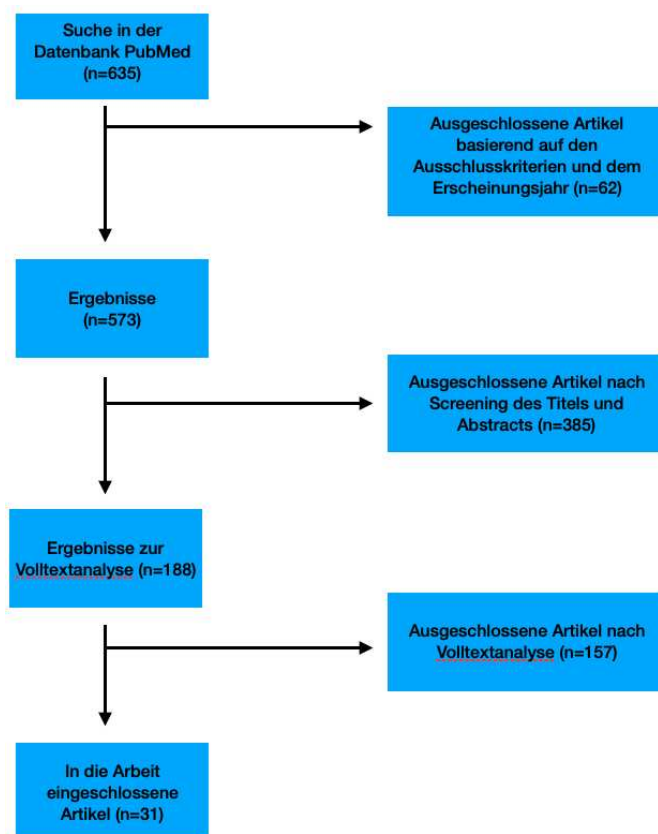 Suche in der
Datenbank PubMed
(n=635)
Ausgeschlossene Artikel
basierend auf den
Ausschlusskriterien und dem
Erscheinungsjahr (n=62)
Ergebnisse
(n=573)
Ausgeschlossene Artikel nach
Screening des Titels und
Abstracts (n=385)
Ergebnisse zur
Volltextanalyse (n=188)
Ausgeschlossene Artikel nach
Volltextanalyse (n=157)
In die Arbeit
eingeschlossene
Artikel (n=31)